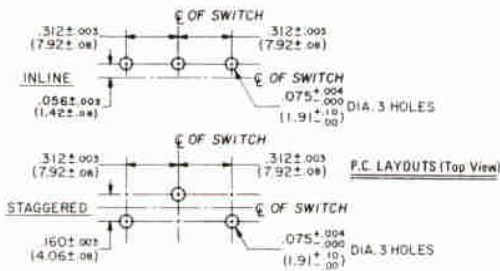 ℄ OF SWITCH
.312±.003 .312±.003
(7.92±.08) (7.92±.08)
INLINE
℄ OF SWITCH
.056±.003
(1.42±.08)
.075+.004 -.000 DIA. 3 HOLES
(1.91+.10 -.00)
℄ OF SWITCH
.312±.003 .312±.003
(7.92±.08) (7.92±.08)
P.C. LAYOUTS (Top View)
STAGGERED
℄ OF SWITCH
.160±.003
(4.06±.08)
.075+.004 -.000 DIA. 3 HOLES
(1.91+.10 -.00)